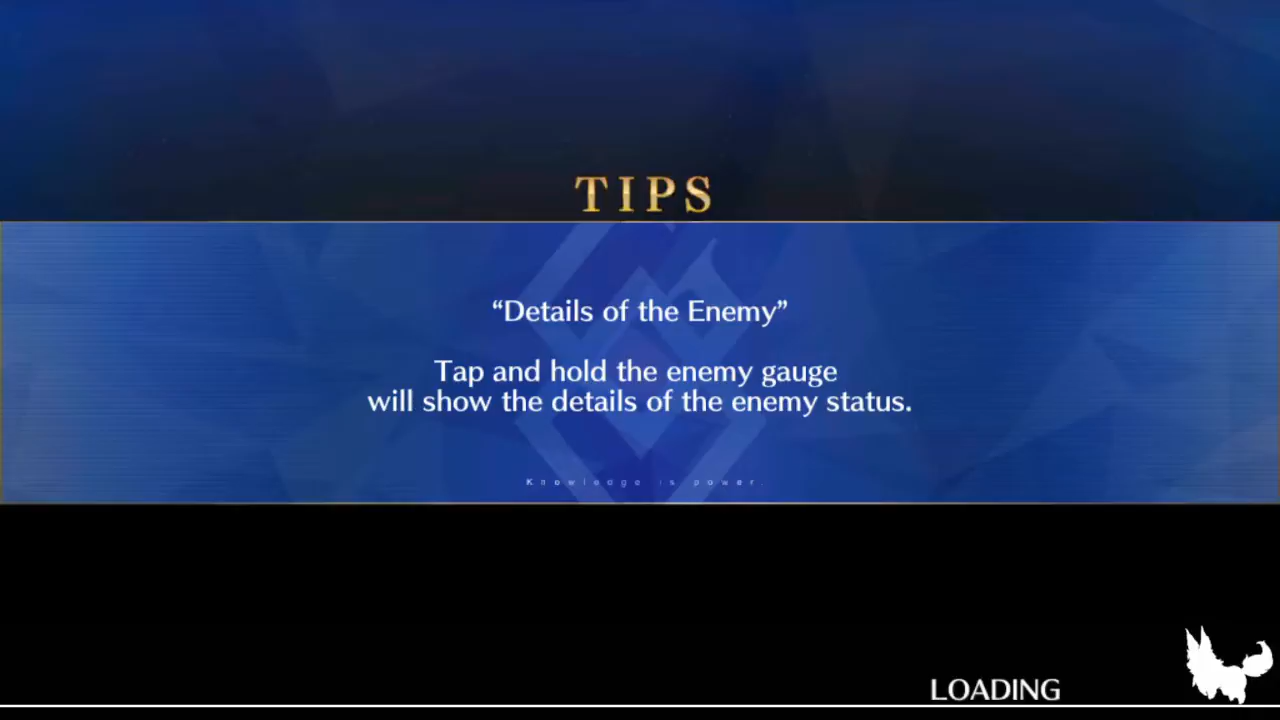 TIPS
“Details of the Enemy”
Tap and hold the enemy gauge
will show the details of the enemy status.
Knowledge is power.
LOADING